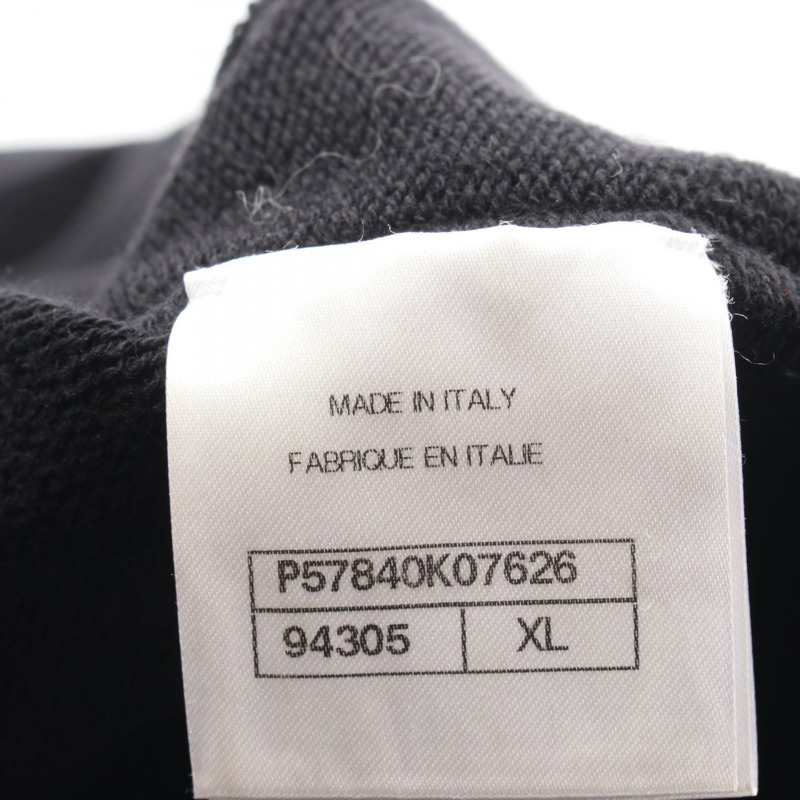 MADE IN ITALY
FABRIQUE EN ITALIE
P57840K07626
94305 XL